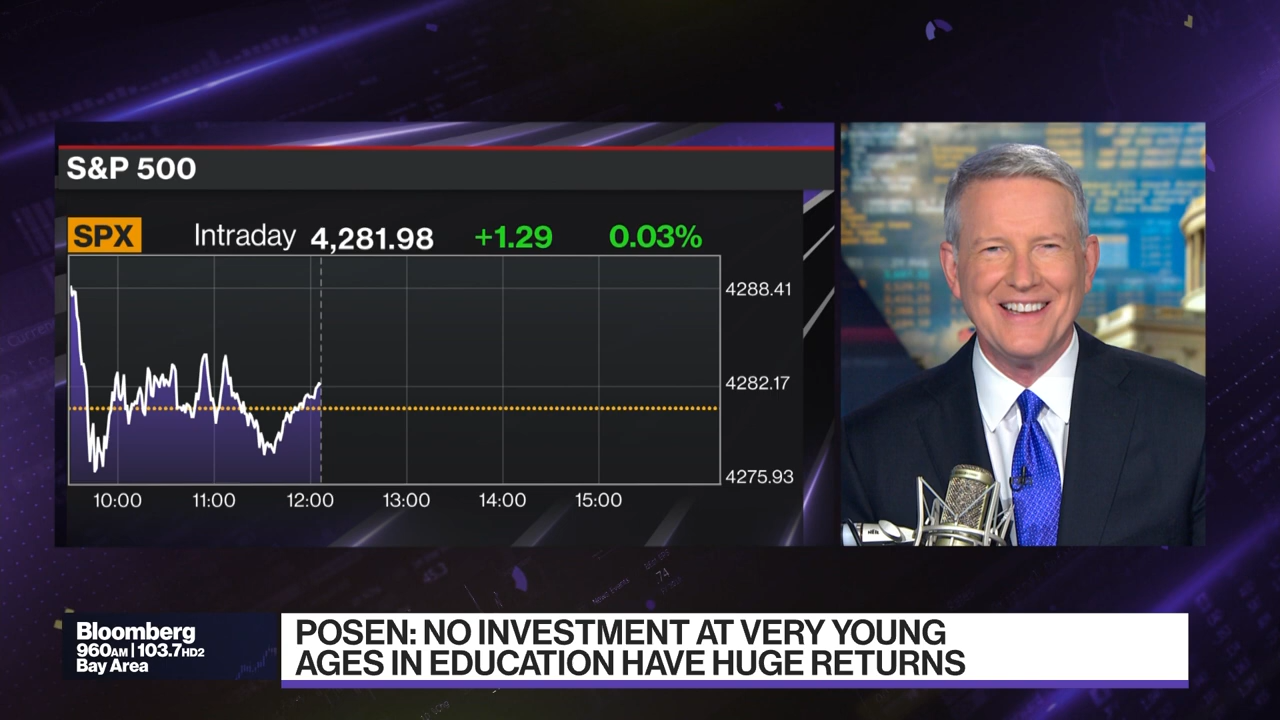 S&P 500
SPX Intraday 4,281.98 +1.29 0.03%
4288.41
4282.17
4275.93
10:00 11:00 12:00 13:00 14:00 15:00
Bloomberg
960AM | 103.7HD2
Bay Area
POSEN: NO INVESTMENT AT VERY YOUNG
AGES IN EDUCATION HAVE HUGE RETURNS